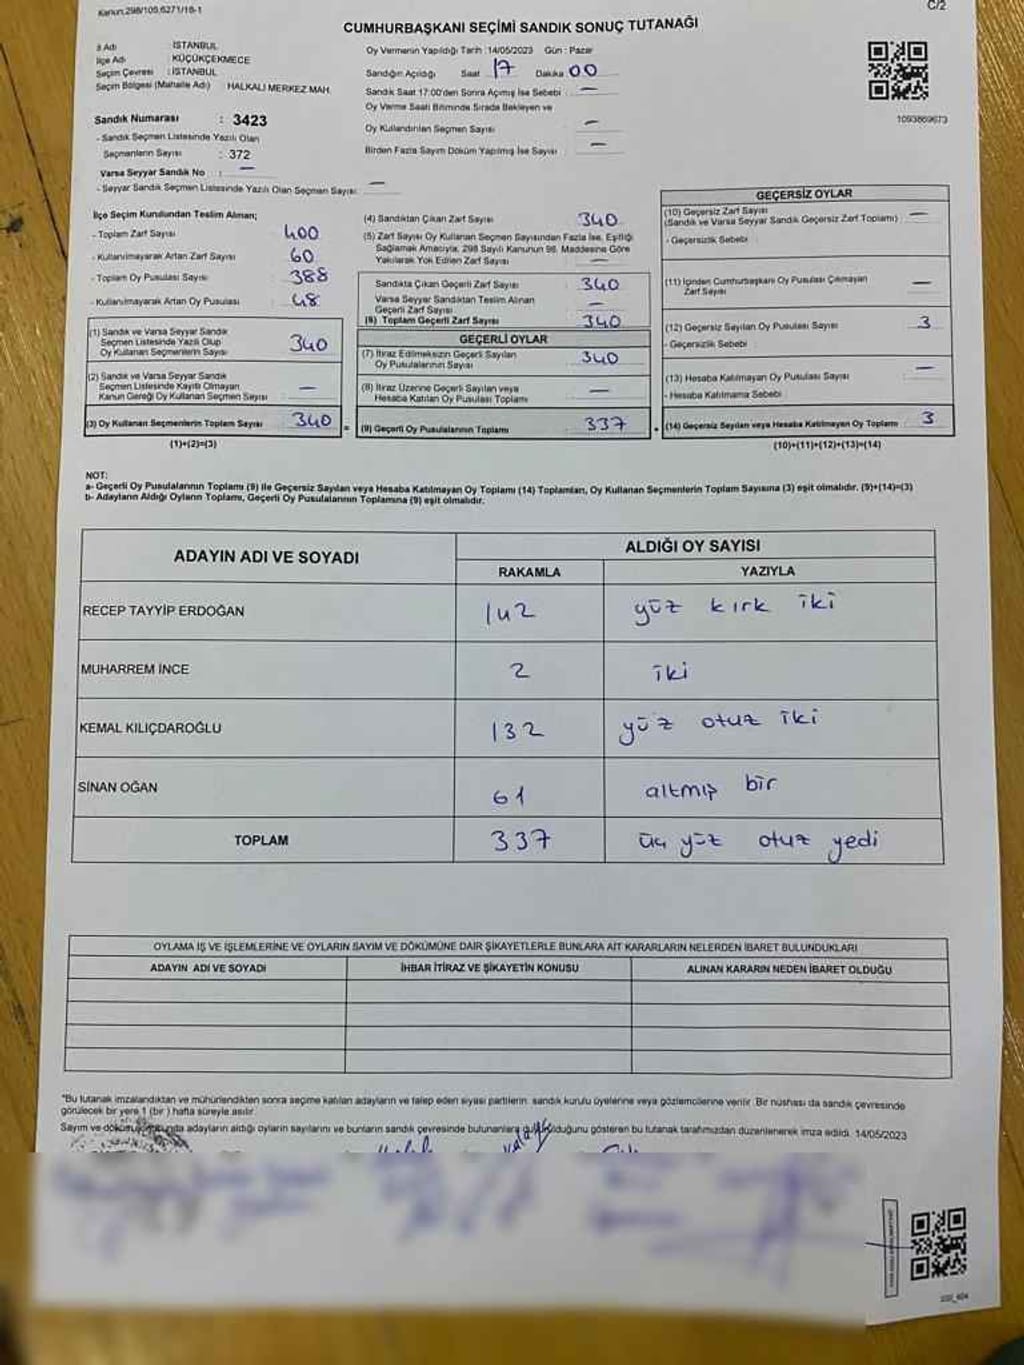 Kanun:298/105,6271/16-1
C/2
CUMHURBAŞKANI SEÇİMİ SANDIK SONUÇ TUTANAĞI
İl Adı : İSTANBUL
İlçe Adı : KÜÇÜKÇEKMECE
Seçim Çevresi : İSTANBUL
Seçim Bölgesi (Mahalle Adı) HALKALI MERKEZ MAH.
Sandık Numarası : 3423
- Sandık Seçmen Listesinde Yazılı Olan
Seçmenlerin Sayısı : 372
Varsa Seyyar Sandık No : —
- Seyyar Sandık Seçmen Listesinde Yazılı Olan Seçmen Sayısı: —
Oy Vermenin Yapıldığı Tarih :14/05/2023 Gün : Pazar
Sandığın Açıldığı Saat 17 Dakika 00
Sandık Saat 17:00'den Sonra Açımış İse Sebebi : —
Oy Verme Saati Bitiminde Sırada Bekleyen ve
Oy Kullandırılan Seçmen Sayısı —
Birden Fazla Sayım Döküm Yapılmış İse Sayısı —
1093869673
İlçe Seçim Kurulundan Teslim Alınan;
- Toplam Zarf Sayısı 400
- Kullanılmayarak Artan Zarf Sayısı 60
- Toplam Oy Pusulası Sayısı 388
- Kullanılmayarak Artan Oy Pusulası 48
(1) Sandık ve Varsa Seyyar Sandık
Seçmen Listesinde Yazılı Olup
Oy Kullanan Seçmenlerin Sayısı 340
(2) Sandık ve Varsa Seyyar Sandık
Seçmen Listesinde Kayıtlı Olmayan
Kanun Gereği Oy Kullanan Seçmen Sayısı —
(3) Oy Kullanan Seçmenlerin Toplam Sayısı 340
(1)+(2)=(3)
(4) Sandıktan Çıkan Zarf Sayısı 340
(5) Zarf Sayısı Oy Kullanan Seçmen Sayısından Fazla İse, Eşitliği
Sağlamak Amacıyla, 298 Sayılı Kanunun 98. Maddesine Göre
Yakılarak Yok Edilen Zarf Sayısı —
Sandıkta Çıkan Geçerli Zarf Sayısı 340
Varsa Seyyar Sandıktan Teslim Alınan
Geçerli Zarf Sayısı —
(6) Toplam Geçerli Zarf Sayısı 340
GEÇERLİ OYLAR
(7) İtiraz Edilmeksizin Geçerli Sayılan
Oy Pusulalarının Sayısı 340
(8) İtiraz Üzerine Geçerli Sayılan veya
Hesaba Katılan Oy Pusulası Toplamı —
(9) Geçerli Oy Pusulalarının Toplamı 337
GEÇERSİZ OYLAR
(10) Geçersiz Zarf Sayısı
(Sandık ve Varsa Seyyar Sandık Geçersiz Zarf Toplamı) —
- Geçersizlik Sebebi :
(11) İçinden Cumhurbaşkanı Oy Pusulası Çıkmayan
Zarf Sayısı —
(12) Geçersiz Sayılan Oy Pusulası Sayısı 3
- Geçersizlik Sebebi :
(13) Hesaba Katılmayan Oy Pusulası Sayısı —
- Hesaba Katılmama Sebebi :
(14) Geçersiz Sayılan veya Hesaba Katılmayan Oy Toplamı 3
(10)+(11)+(12)+(13)=(14)
NOT:
a- Geçerli Oy Pusulalarının Toplamı (9) ile Geçersiz Sayılan veya Hesaba Katılmayan Oy Toplamı (14) Toplamları, Oy Kullanan Seçmenlerin Toplam Sayısına (3) eşit olmalıdır. (9)+(14)=(3)
b- Adayların Aldığı Oyların Toplamı, Geçerli Oy Pusulalarının Toplamına (9) eşit olmalıdır.
ADAYIN ADI VE SOYADI
ALDIĞI OY SAYISI
RAKAMLA YAZIYLA
RECEP TAYYİP ERDOĞAN 142 yüz kırk iki
MUHARREM İNCE 2 iki
KEMAL KILIÇDAROĞLU 132 yüz otuz iki
SİNAN OĞAN 61 altmış bir
TOPLAM 337 üç yüz otuz yedi
OYLAMA İŞ VE İŞLEMLERİNE VE OYLARIN SAYIM VE DÖKÜMÜNE DAİR ŞİKAYETLERLE BUNLARA AİT KARARLARIN NELERDEN İBARET BULUNDUKLARI
ADAYIN ADI VE SOYADI İHBAR İTİRAZ VE ŞİKAYETİN KONUSU ALINAN KARARIN NEDEN İBARET OLDUĞU
"Bu tutanak imzalandıktan ve mühürlendikten sonra seçime katılan adayların ve talep eden siyasi partilerin sandık kurulu üyelerine veya gözlemcilerine verilir. Bir nüshası da sandık çevresinde
görülecek bir yere 1 (bir) hafta süreyle asılır.
Sayım ve dökümü adayların aldığı oyların sayılarını ve bunların sandık çevresinde bulunanlara olduğunu gösteren bu tutanak tarafımızdan düzenlenerek imza edildi. 14/05/2023